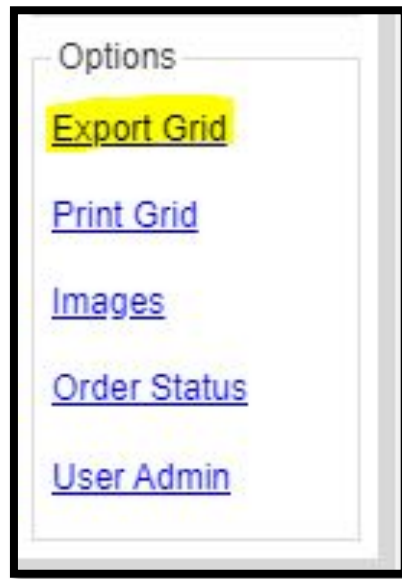 Options
Export Grid
Print Grid
Images
Order Status
User Admin